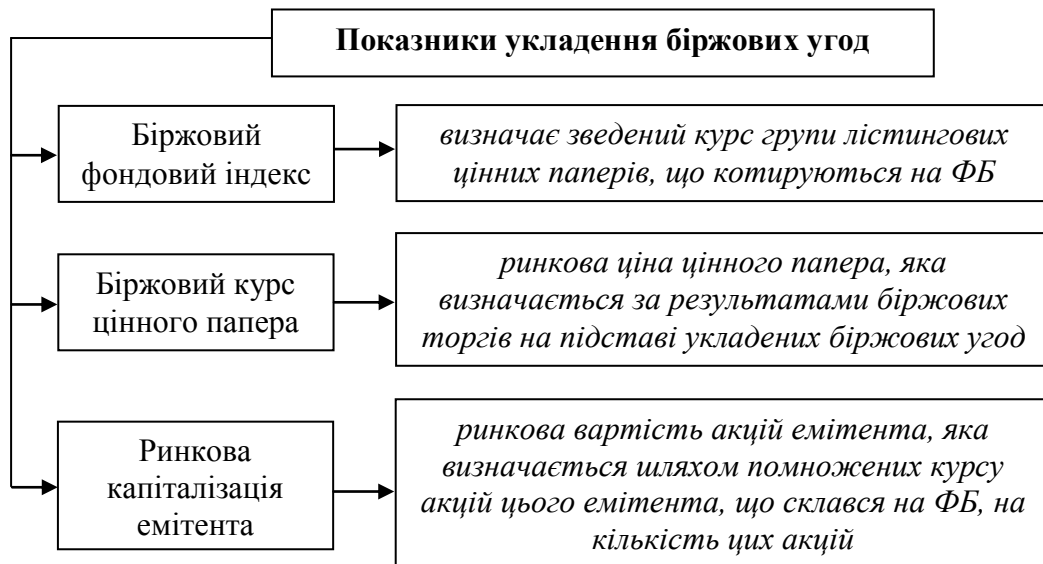 Показники укладення біржових угод
Біржовий
фондовий індекс
визначає зведений курс групи лістингових
цінних паперів, що котируються на ФБ
Біржовий курс
цінного папера
ринкова ціна цінного папера, яка
визначається за результатами біржових
торгів на підставі укладених біржових угод
Ринкова
капіталізація
емітента
ринкова вартість акцій емітента, яка
визначається шляхом помножених курсу
акцій цього емітента, що склався на ФБ, на
кількість цих акцій